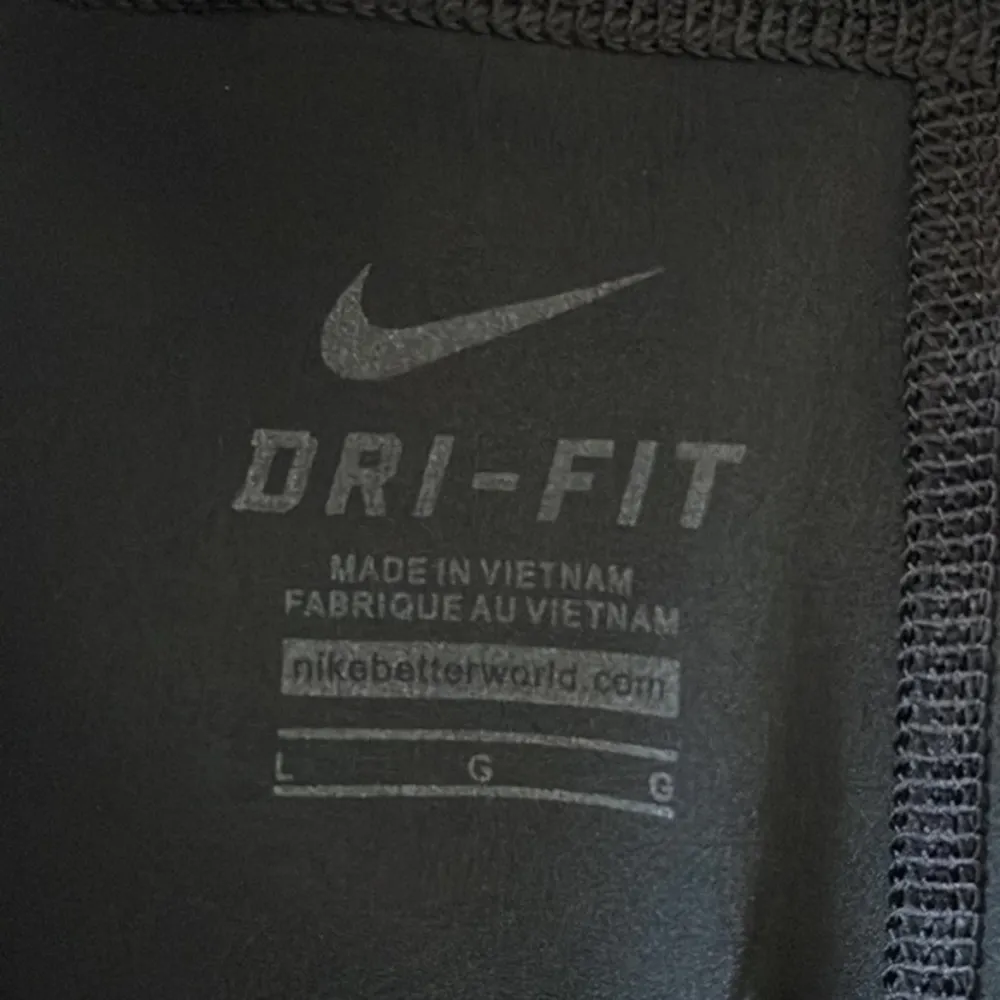 DRI-FIT
MADE IN VIETNAM
FABRIQUE AU VIETNAM
nikebetterworld.com
L G G